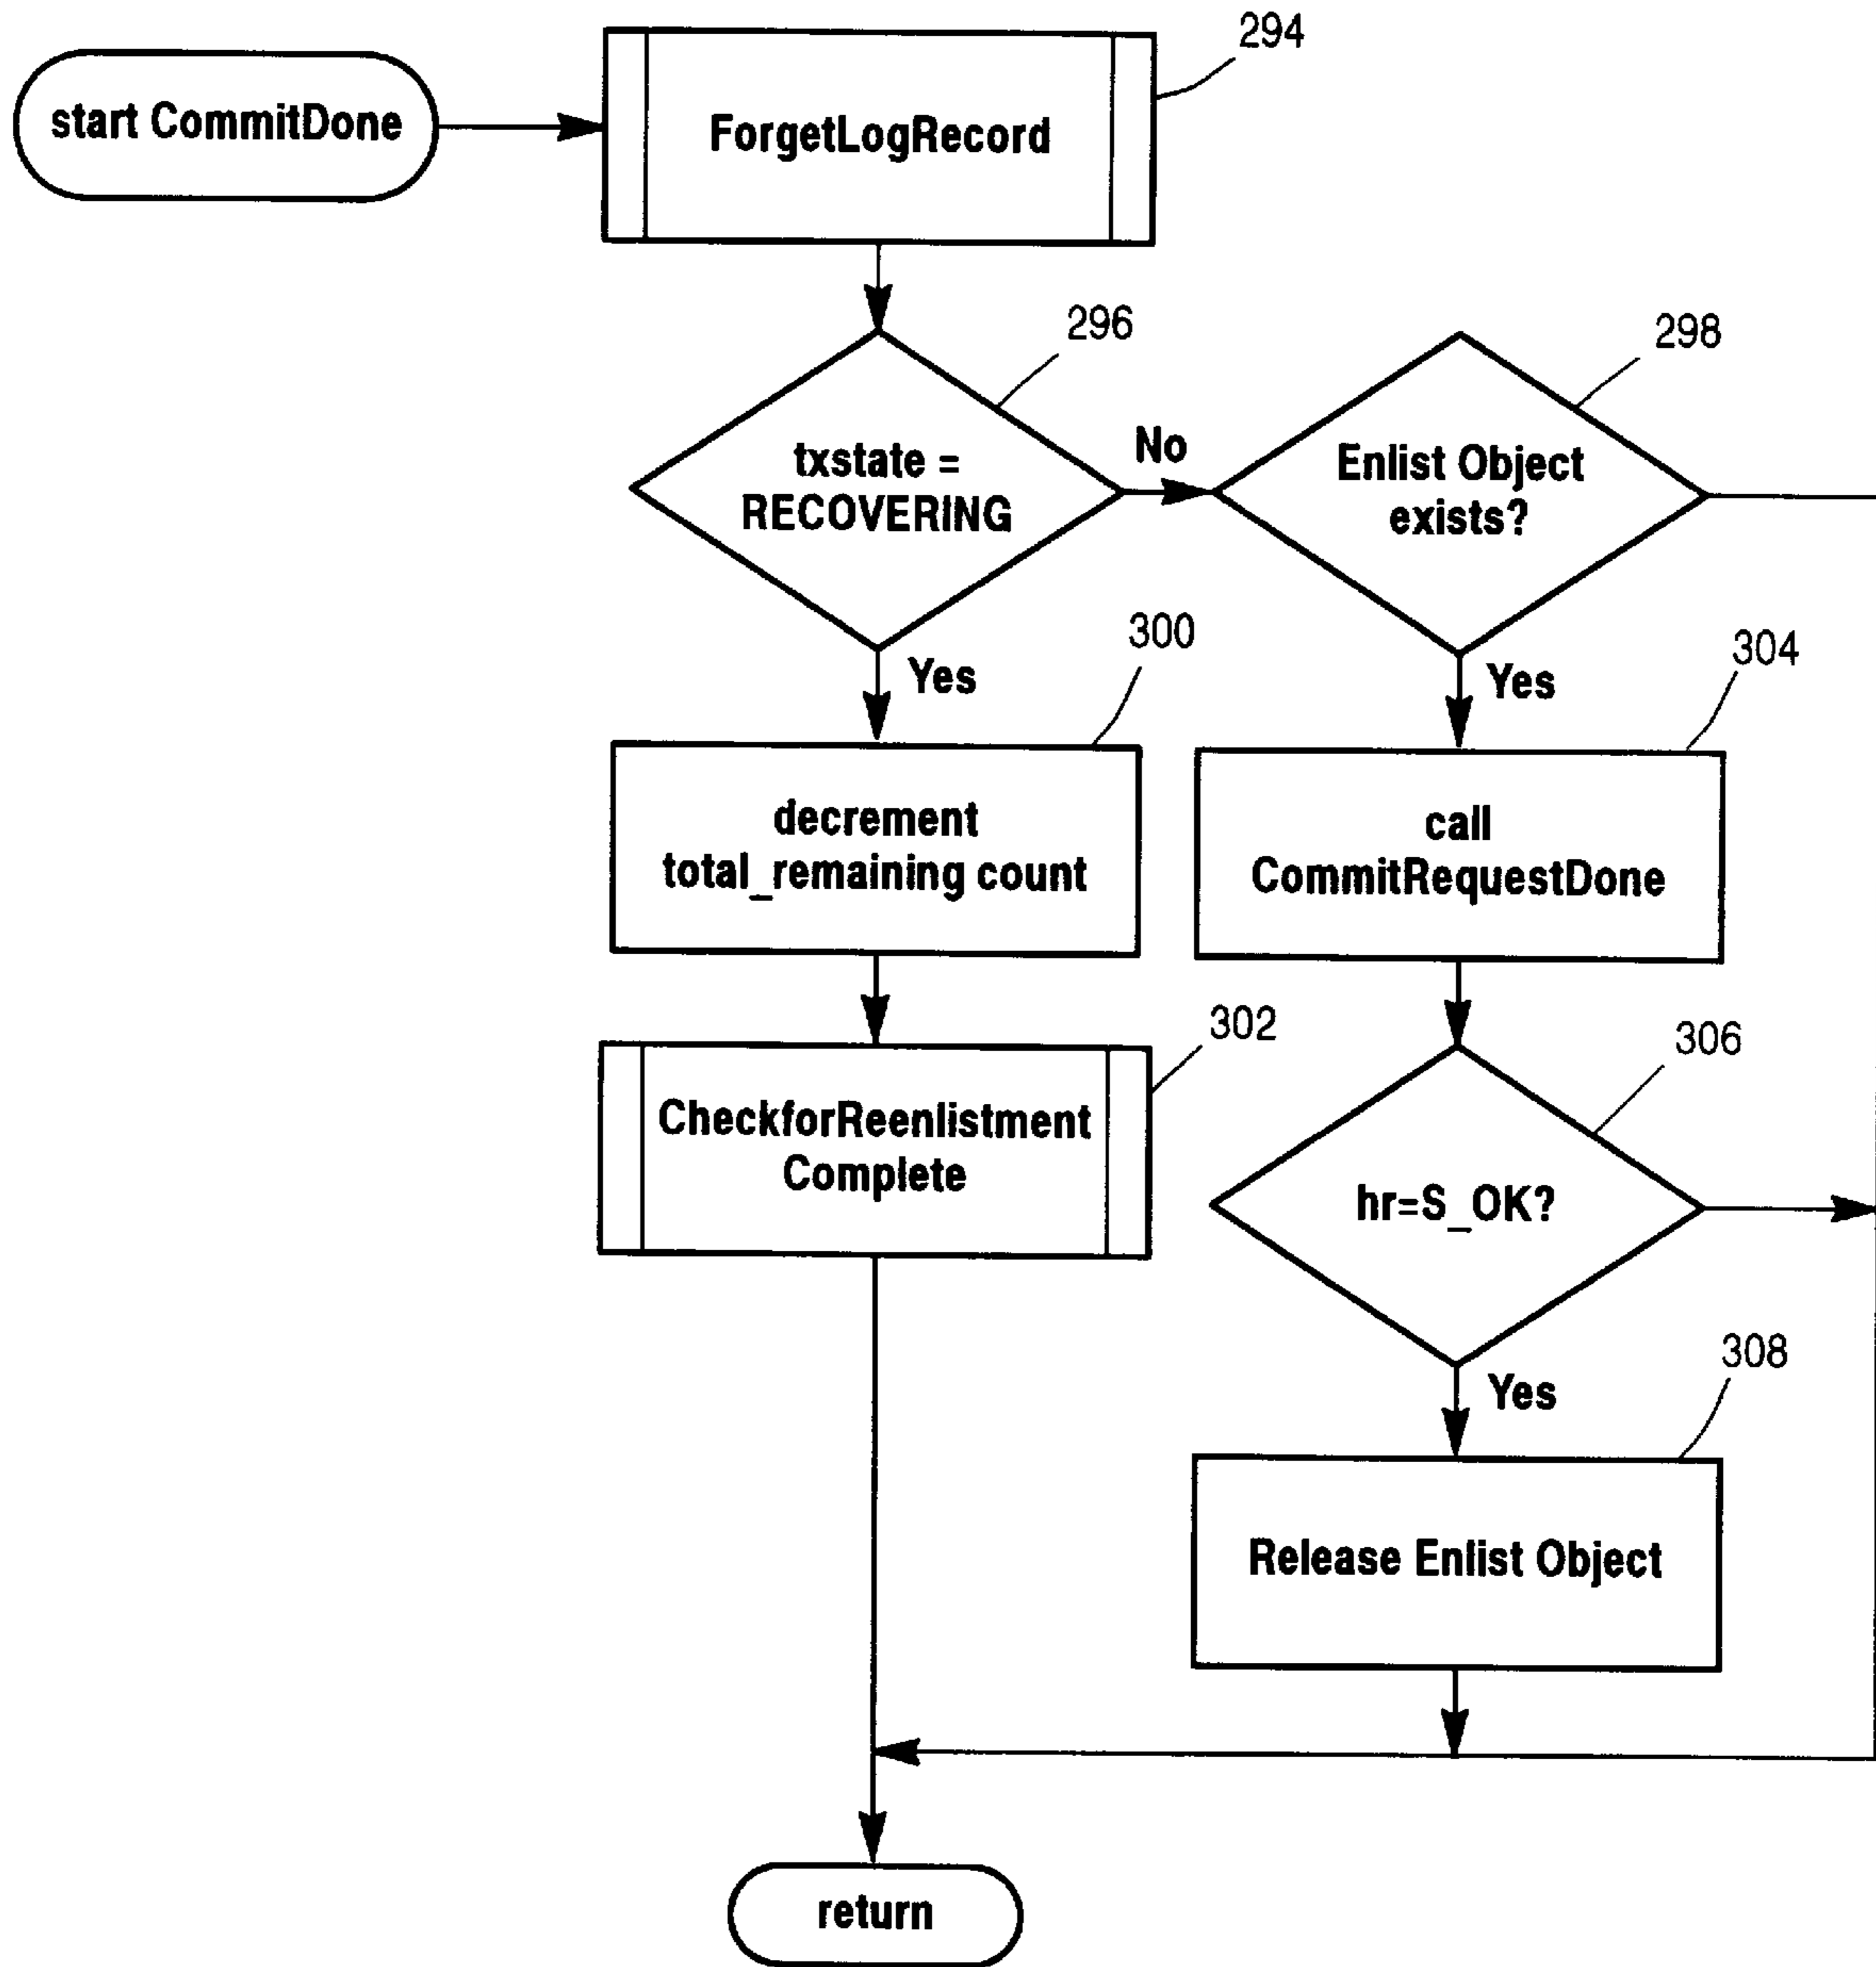 294
start CommitDone
ForgetLogRecord
296
298
txstate =
RECOVERING
No
Enlist Object
exists?
300
304
Yes
Yes
decrement
total_remaining count
call
CommitRequestDone
302
306
CheckforReenlistment
Complete
hr=S_OK?
308
Yes
Release Enlist Object
return